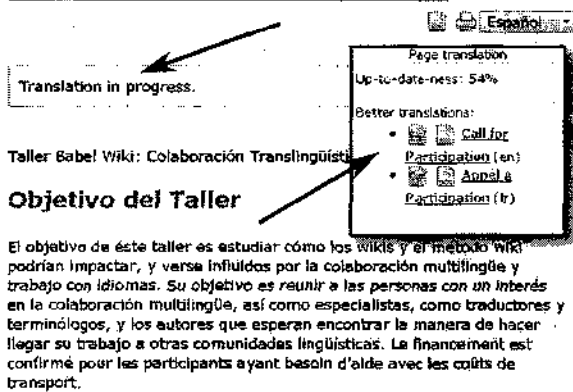 Español
Page translation
Up-to-date-ness: 54%
Translation in progress.
Better translations:
• Call for
Participation (en)
• Appel a
Participation (fr)
Taller Babel Wiki: Colaboración Translingüísti
Objetivo del Taller
El objetivo de éste taller es estudiar cómo los wikis y el método wiki
podrían impactar, y verse influidos por la colaboración multilingüe y
trabajo con idiomas. Su objetivo es reunir a las personas con un interés
en la colaboración multilingüe, así como especialistas, como traductores y
terminólogos, y los autores que esperan encontrar la manera de hacer
llegar su trabajo a otras comunidades lingüísticas. Le financement est
confirmé pour les participants ayant besoin d'aide avec les coûts de
transport.